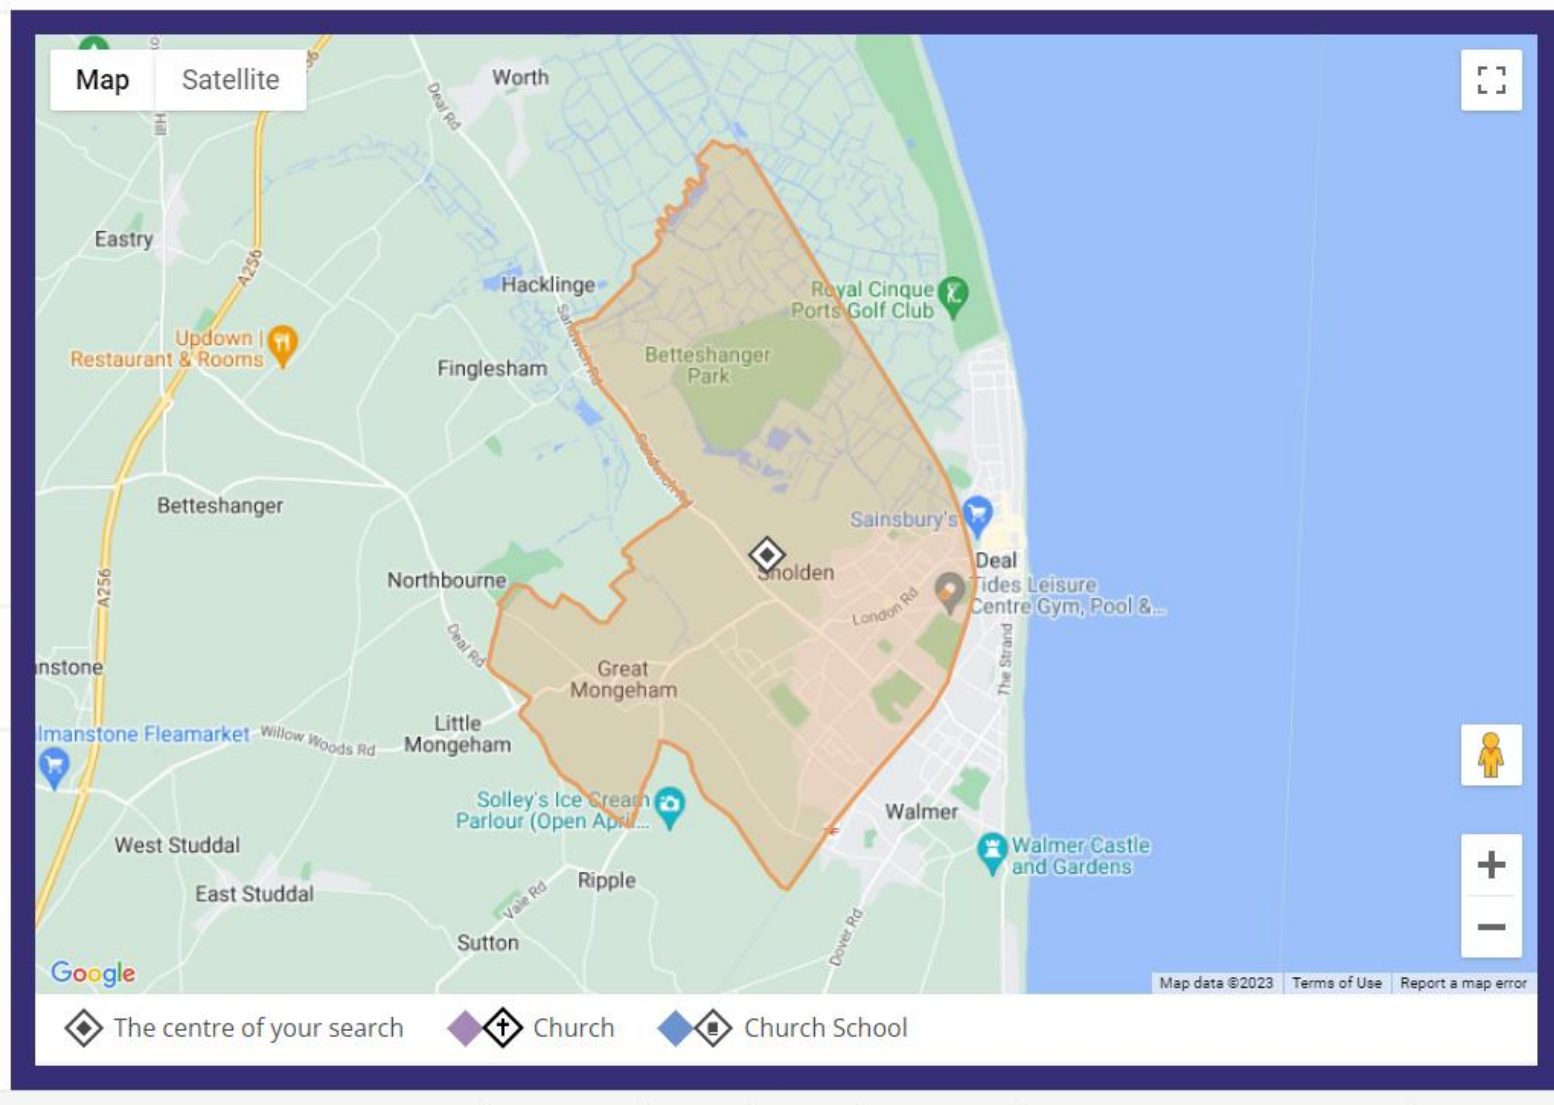 Map
Satellite
Worth
Deal Rd
Eastry
A256
Hacklinge
Sandwich Rd
Royal Cinque
Ports Golf Club
Updown |
Restaurant & Rooms
Finglesham
Betteshanger
Park
Sandwich Rd
Betteshanger
Sainsbury's
Deal
Sholden
Northbourne
A256
Tides Leisure
Centre Gym, Pool &...
London Rd
Deal Rd
The Strand
nstone
Great
Mongeham
Little
Mongeham
lmanstone Fleamarket
Willow Woods Rd
Solley's Ice Cream
Parlour (Open April...
Walmer
West Studdal
Walmer Castle
and Gardens
East Studdal
Ripple
Vale Rd
Sutton
Dover Rd
Google
Map data ©2023
Terms of Use
Report a map error
The centre of your search
Church
Church School